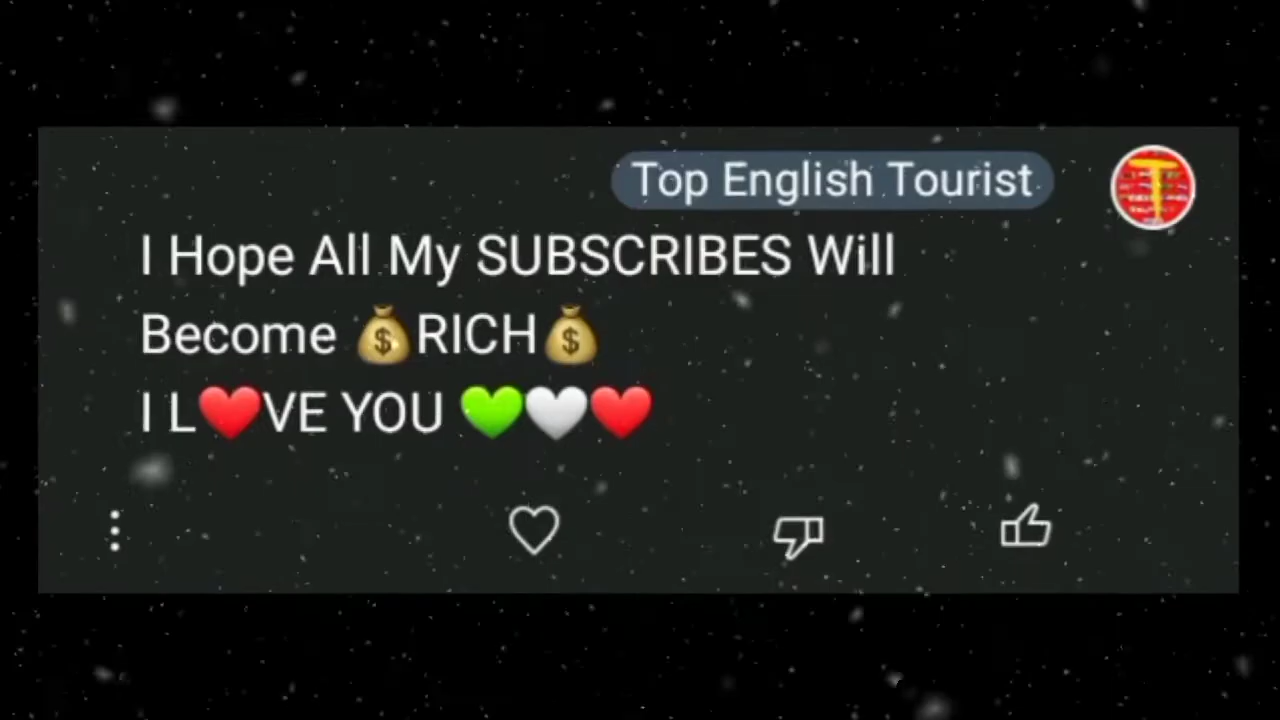 Top English Tourist
I Hope All My SUBSCRIBES Will
Become 💰RICH💰
I L❤️VE YOU 💚🤍❤️